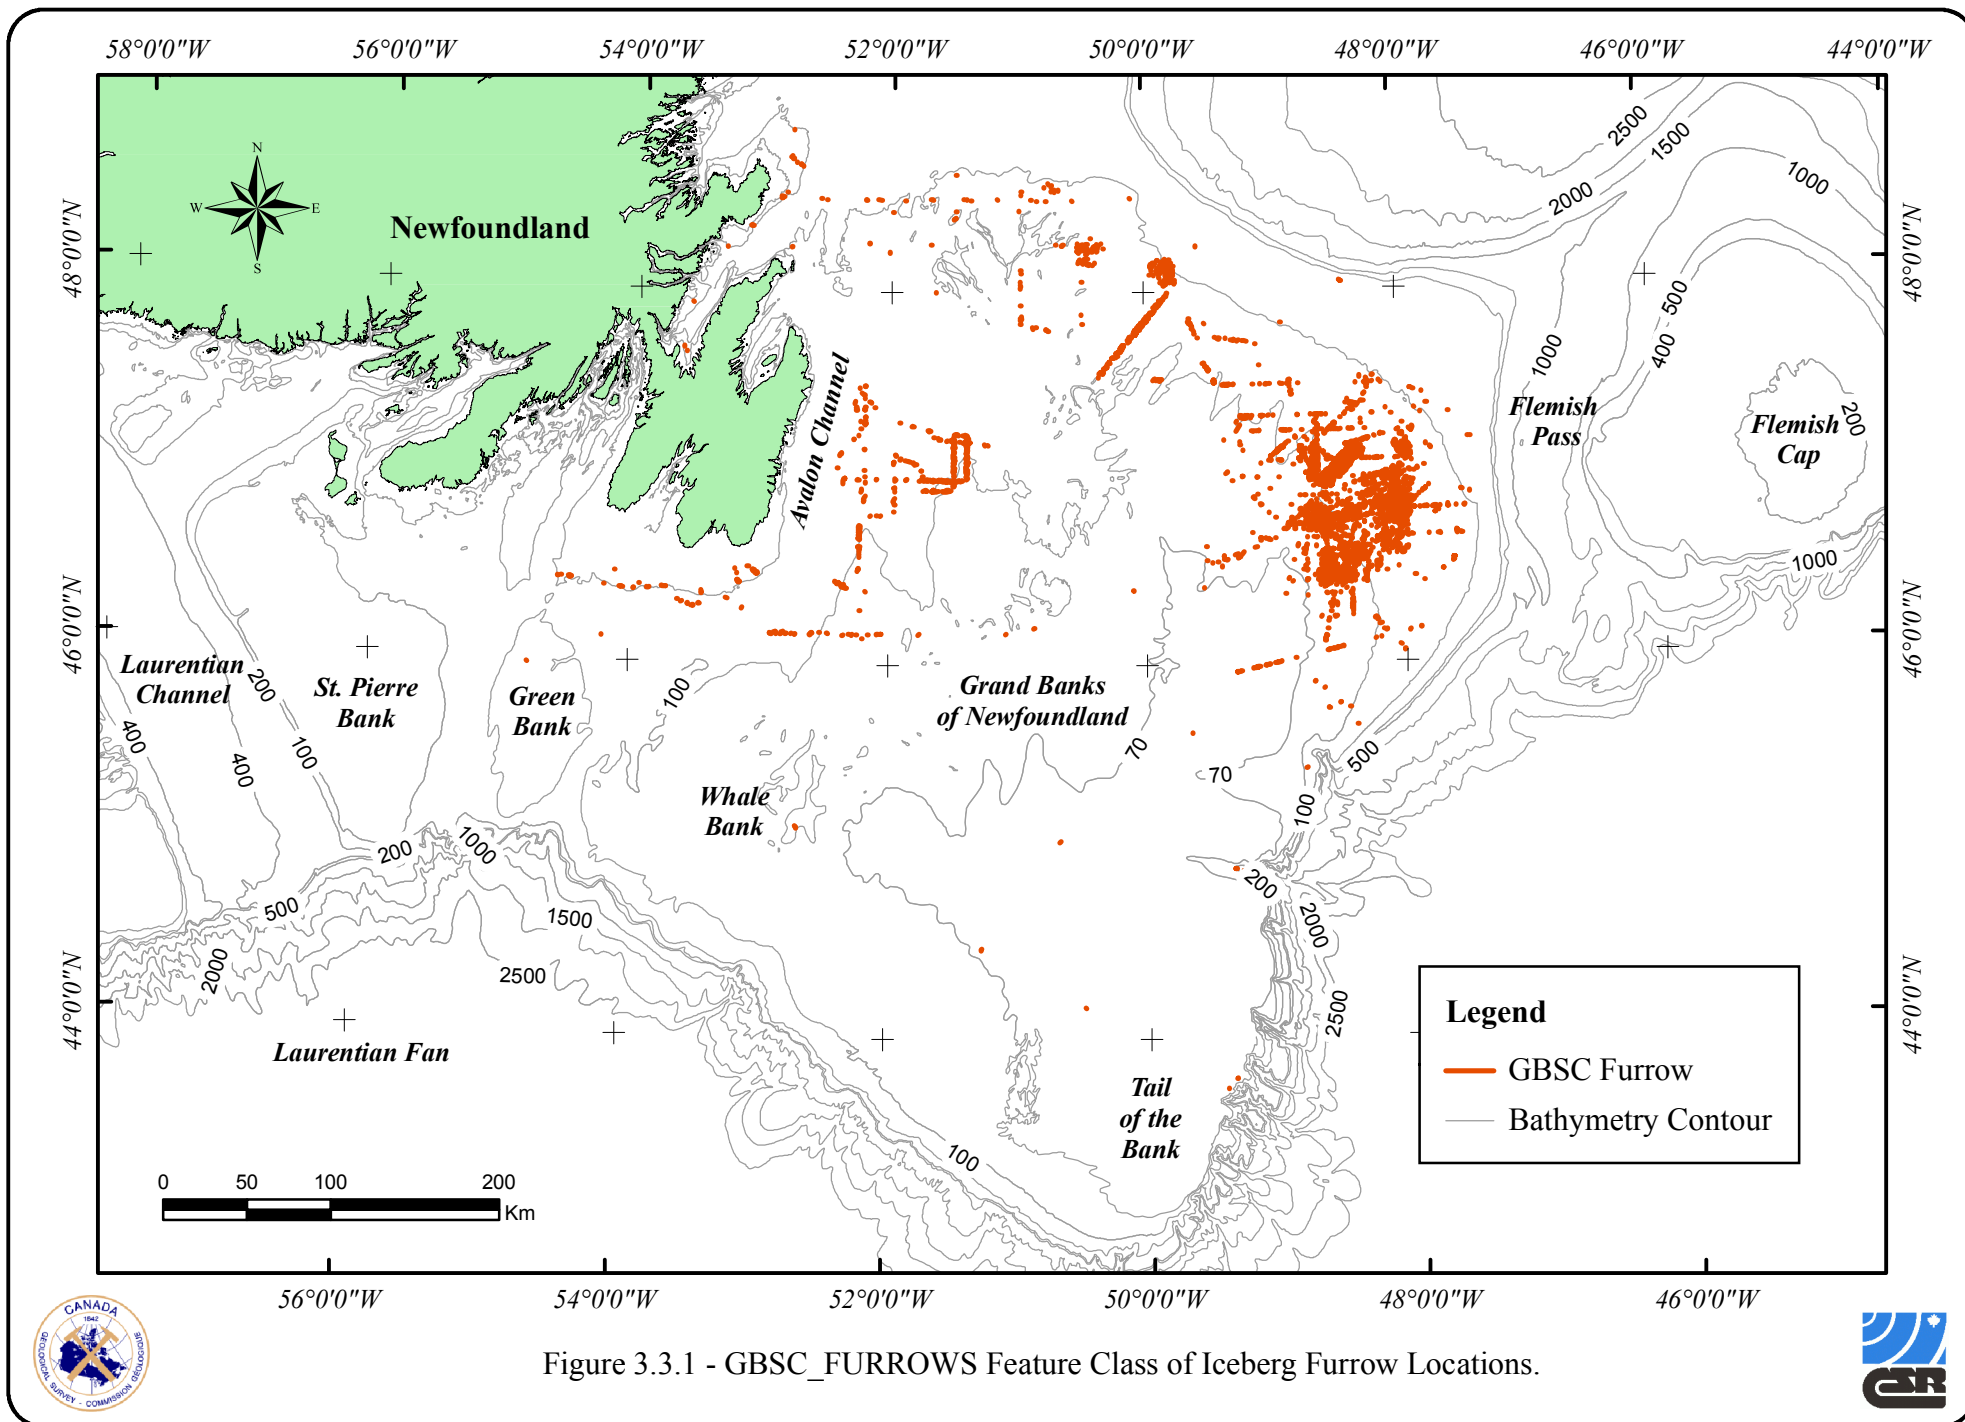 58°0'0"W 56°0'0"W 54°0'0"W 52°0'0"W 50°0'0"W 48°0'0"W 46°0'0"W 44°0'0"W
2500
1500
1000
2000
N
W E
S
Newfoundland
48°0'0"N
48°0'0"N
500
400
1000
Avalon Channel
Flemish
Pass
Flemish
Cap
200
1000
46°0'0"N
46°0'0"N
Laurentian
Channel
200
St. Pierre
Bank
Green
Bank
100
Grand Banks
of Newfoundland
400
400
100
70
70
500
100
Whale
Bank
200
1000
200
500
1500
2000
2000
2500
2500
44°0'0"N
44°0'0"N
Laurentian Fan
Tail
of the
Bank
100
Legend
GBSC Furrow
Bathymetry Contour
0 50 100 200
Km
56°0'0"W 54°0'0"W 52°0'0"W 50°0'0"W 48°0'0"W 46°0'0"W
CANADA
1842
GEOLOGICAL SURVEY - COMMISSION GÉOLOGIQUE
Figure 3.3.1 - GBSC_FURROWS Feature Class of Iceberg Furrow Locations.
CSR